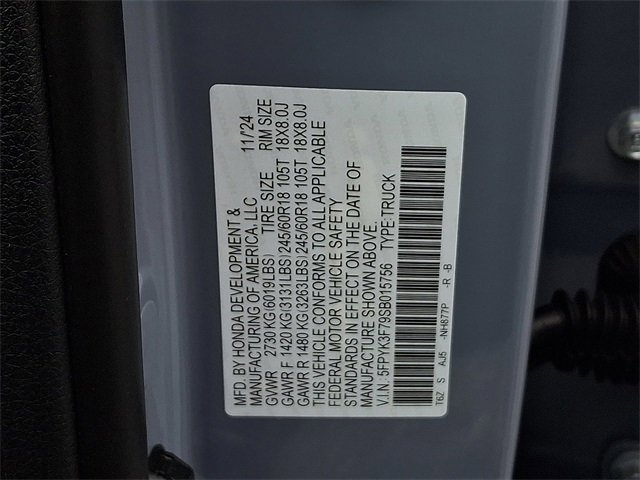 MFD. BY HONDA DEVELOPMENT &
MANUFACTURING OF AMERICA, LLC 11/'24
GVWR 2730 KG(6019LBS) TIRE SIZE RIM SIZE
GAWR F 1420 KG(3131LBS)245/60R18 105T 18X8.0J
GAWR R 1480 KG(3263LBS)245/60R18 105T 18X8.0J
THIS VEHICLE CONFORMS TO ALL APPLICABLE
FEDERAL MOTOR VEHICLE SAFETY
STANDARDS IN EFFECT ON THE DATE OF
MANUFACTURE SHOWN ABOVE.
V.I.N.: 5FPYK3F79SB015756 TYPE:TRUCK
T6Z S AJ5 -NH877P -R -B